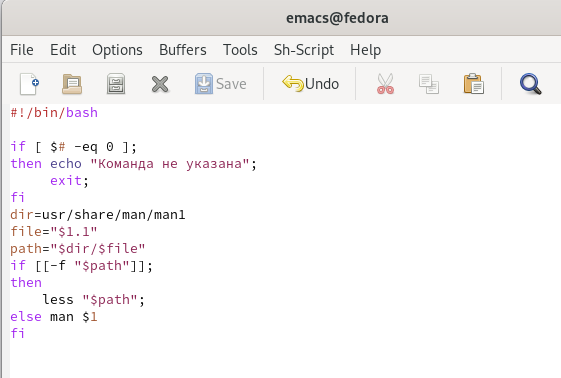 emacs@fedora
File Edit Options Buffers Tools Sh-Script Help
Save Undo
#!/bin/bash

if [ $# -eq 0 ];
then echo "Команда не указана";
     exit;
fi
dir=usr/share/man/man1
file="$1.1"
path="$dir/$file"
if [[-f "$path"]];
then
    less "$path";
else man $1
fi